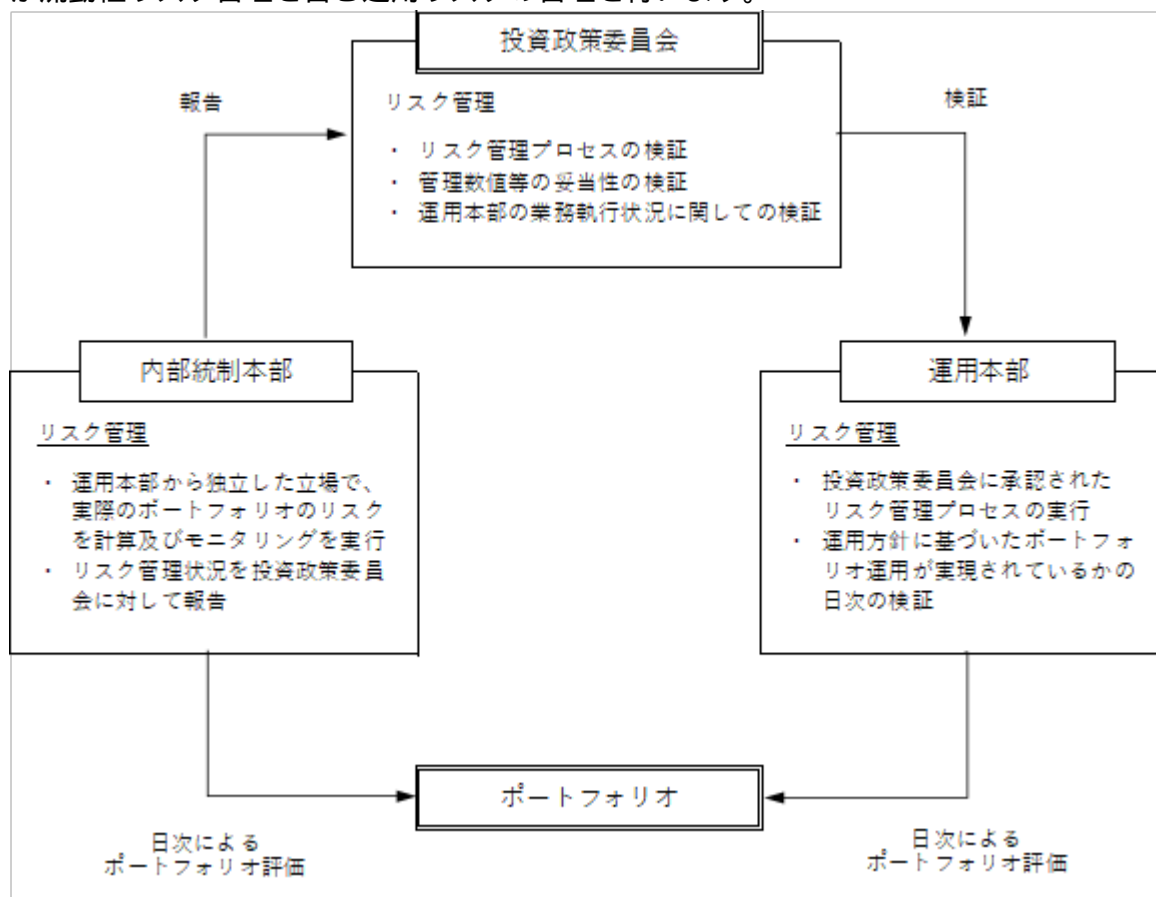 投資政策委員会
報告
検証
リスク管理
・ リスク管理プロセスの検証
・ 管理数値等の妥当性の検証
・ 運用本部の業務執行状況に関しての検証
内部統制本部
リスク管理
・ 運用本部から独立した立場で、
実際のポートフォリオのリスク
を計算及びモニタリングを実行
・ リスク管理状況を投資政策委員
会に対して報告
運用本部
リスク管理
・ 投資政策委員会に承認された
リスク管理プロセスの実行
・ 運用方針に基づいたポートフォ
リオ運用が実現されているかの
日次の検証
ポートフォリオ
日次による
ポートフォリオ評価
日次による
ポートフォリオ評価